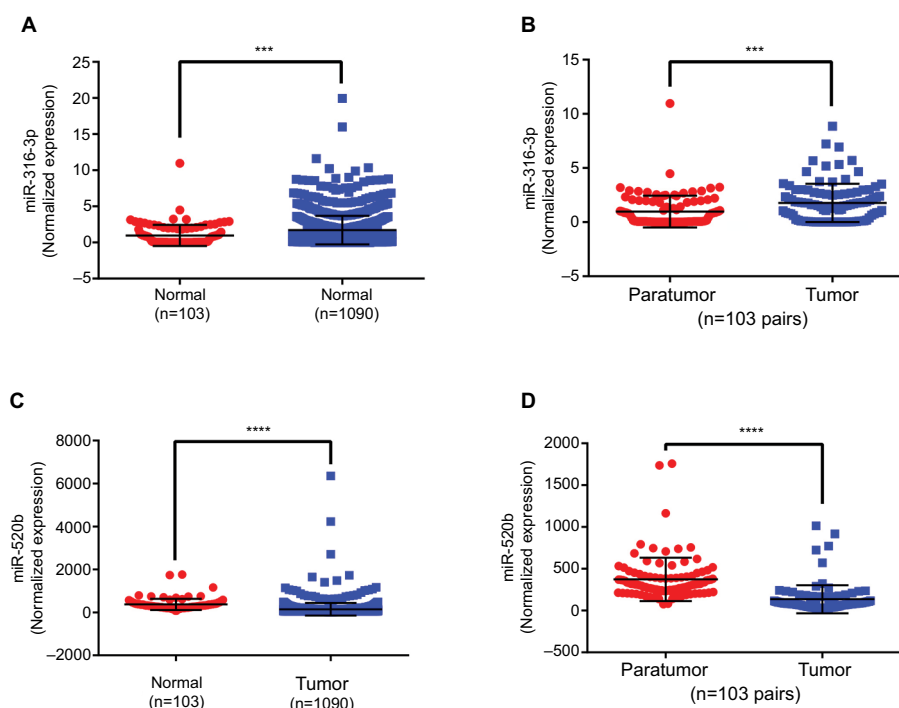 A
***
miR-316-3p
(Normalized expression)
25
20
15
10
5
0
–5
Normal
(n=103)
Normal
(n=1090)
B
***
miR-316-3p
(Normalized expression)
15
10
5
0
–5
Paratumor
Tumor
(n=103 pairs)
C
****
miR-520b
(Normalized expression)
8000
6000
4000
2000
0
–2000
Normal
(n=103)
Tumor
(n=1090)
D
****
miR-520b
(Normalized expression)
2000
1500
1000
500
0
–500
Paratumor
Tumor
(n=103 pairs)